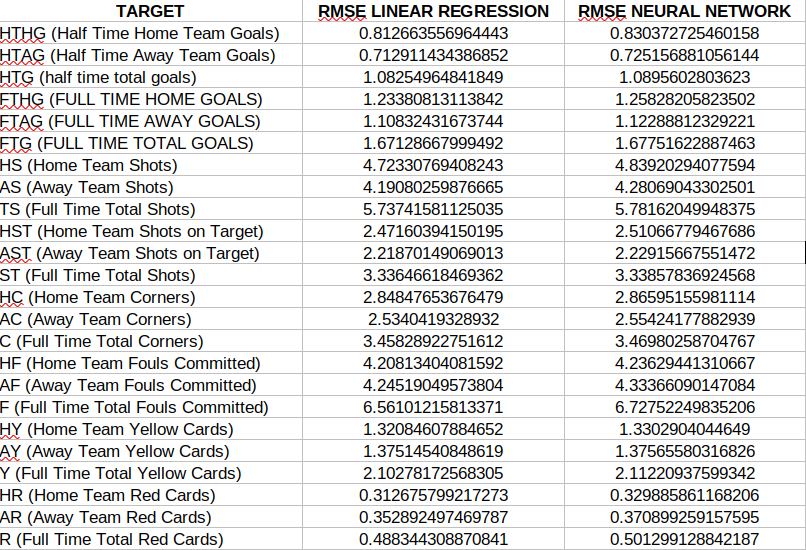 TARGET RMSE LINEAR REGRESSION RMSE NEURAL NETWORK
HTHG (Half Time Home Team Goals) 0.812663556964443 0.830372725460158
HTAG (Half Time Away Team Goals) 0.712911434386852 0.725156881056144
HTG (half time total goals) 1.08254964841849 1.0895602803623
FTHG (FULL TIME HOME GOALS) 1.23380813113842 1.25828205823502
FTAG (FULL TIME AWAY GOALS) 1.10832431673744 1.12288812329221
FTG (FULL TIME TOTAL GOALS) 1.67128667999492 1.67751622887463
HS (Home Team Shots) 4.72330769408243 4.83920294077594
AS (Away Team Shots) 4.19080259876665 4.28069043302501
TS (Full Time Total Shots) 5.73741581125035 5.78162049948375
HST (Home Team Shots on Target) 2.47160394150195 2.51066779467686
AST (Away Team Shots on Target) 2.21870149069013 2.22915667551472
ST (Full Time Total Shots) 3.33646618469362 3.33857836924568
HC (Home Team Corners) 2.84847653676479 2.86595155981114
AC (Away Team Corners) 2.5340419328932 2.55424177882939
C (Full Time Total Corners) 3.45828922751612 3.46980258704767
HF (Home Team Fouls Committed) 4.20813404081592 4.23629441310667
AF (Away Team Fouls Committed) 4.24519049573804 4.33366090147084
F (Full Time Total Fouls Committed) 6.56101215813371 6.72752249835206
HY (Home Team Yellow Cards) 1.32084607884652 1.3302904044649
AY (Away Team Yellow Cards) 1.37514540848619 1.37565580316826
Y (Full Time Total Yellow Cards) 2.10278172568305 2.11220937599342
HR (Home Team Red Cards) 0.312675799217273 0.329885861168206
AR (Away Team Red Cards) 0.352892497469787 0.370899259157595
R (Full Time Total Red Cards) 0.488344308870841 0.501299128842187